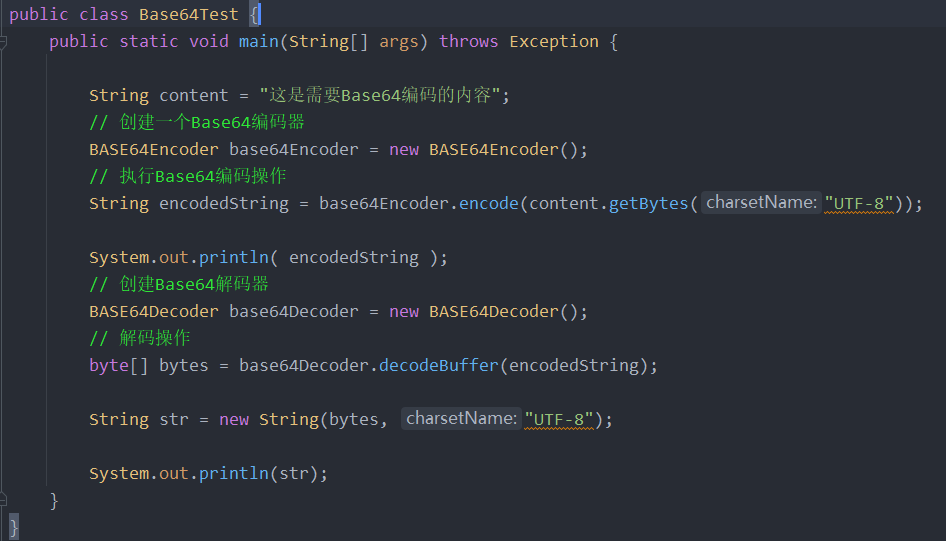 public class Base64Test {
public static void main(String[] args) throws Exception {
String content = "这是需要Base64编码的内容";
// 创建一个Base64编码器
BASE64Encoder base64Encoder = new BASE64Encoder();
// 执行Base64编码操作
String encodedString = base64Encoder.encode(content.getBytes( charsetName: "UTF-8"));
System.out.println( encodedString );
// 创建Base64解码器
BASE64Decoder base64Decoder = new BASE64Decoder();
// 解码操作
byte[] bytes = base64Decoder.decodeBuffer(encodedString);
String str = new String(bytes, charsetName: "UTF-8");
System.out.println(str);
}
}